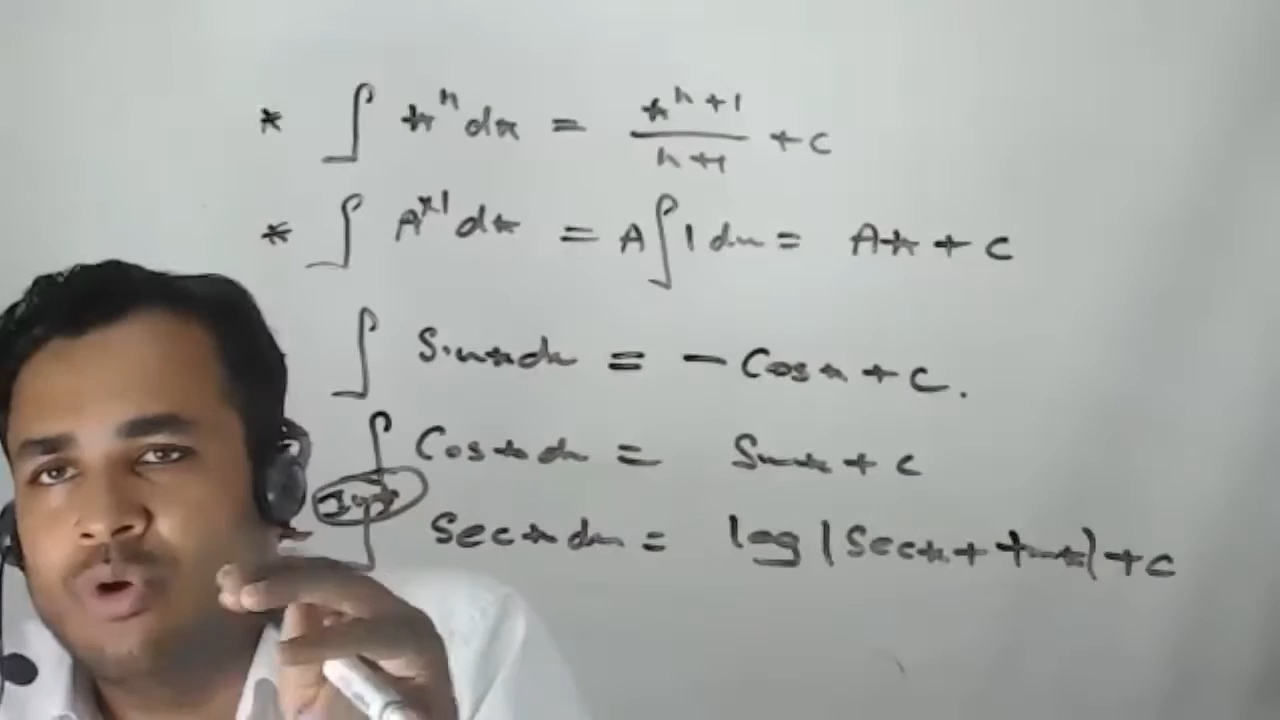 * ∫ xⁿ dx = xⁿ⁺¹/n+1 + c
* ∫ A×1 dx = A ∫ 1 dx = Ax + c
∫ Sinx dx = - Cosx + c.
∫ Cosx dx = Sinx + c
∫ Secx dx = log |Secx + tanx| + c